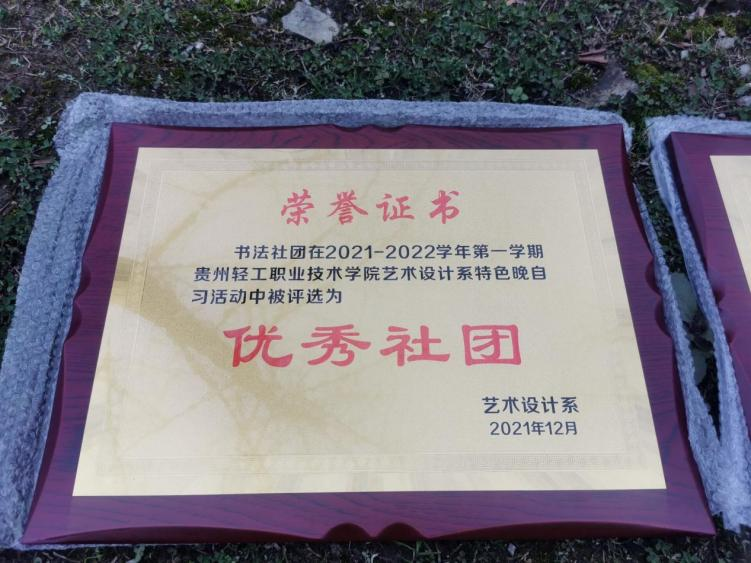 荣誉证书
书法社团在2021-2022学年第一学期
贵州轻工职业技术学院艺术设计系特色晚自
习活动中被评选为
优秀社团
艺术设计系
2021年12月